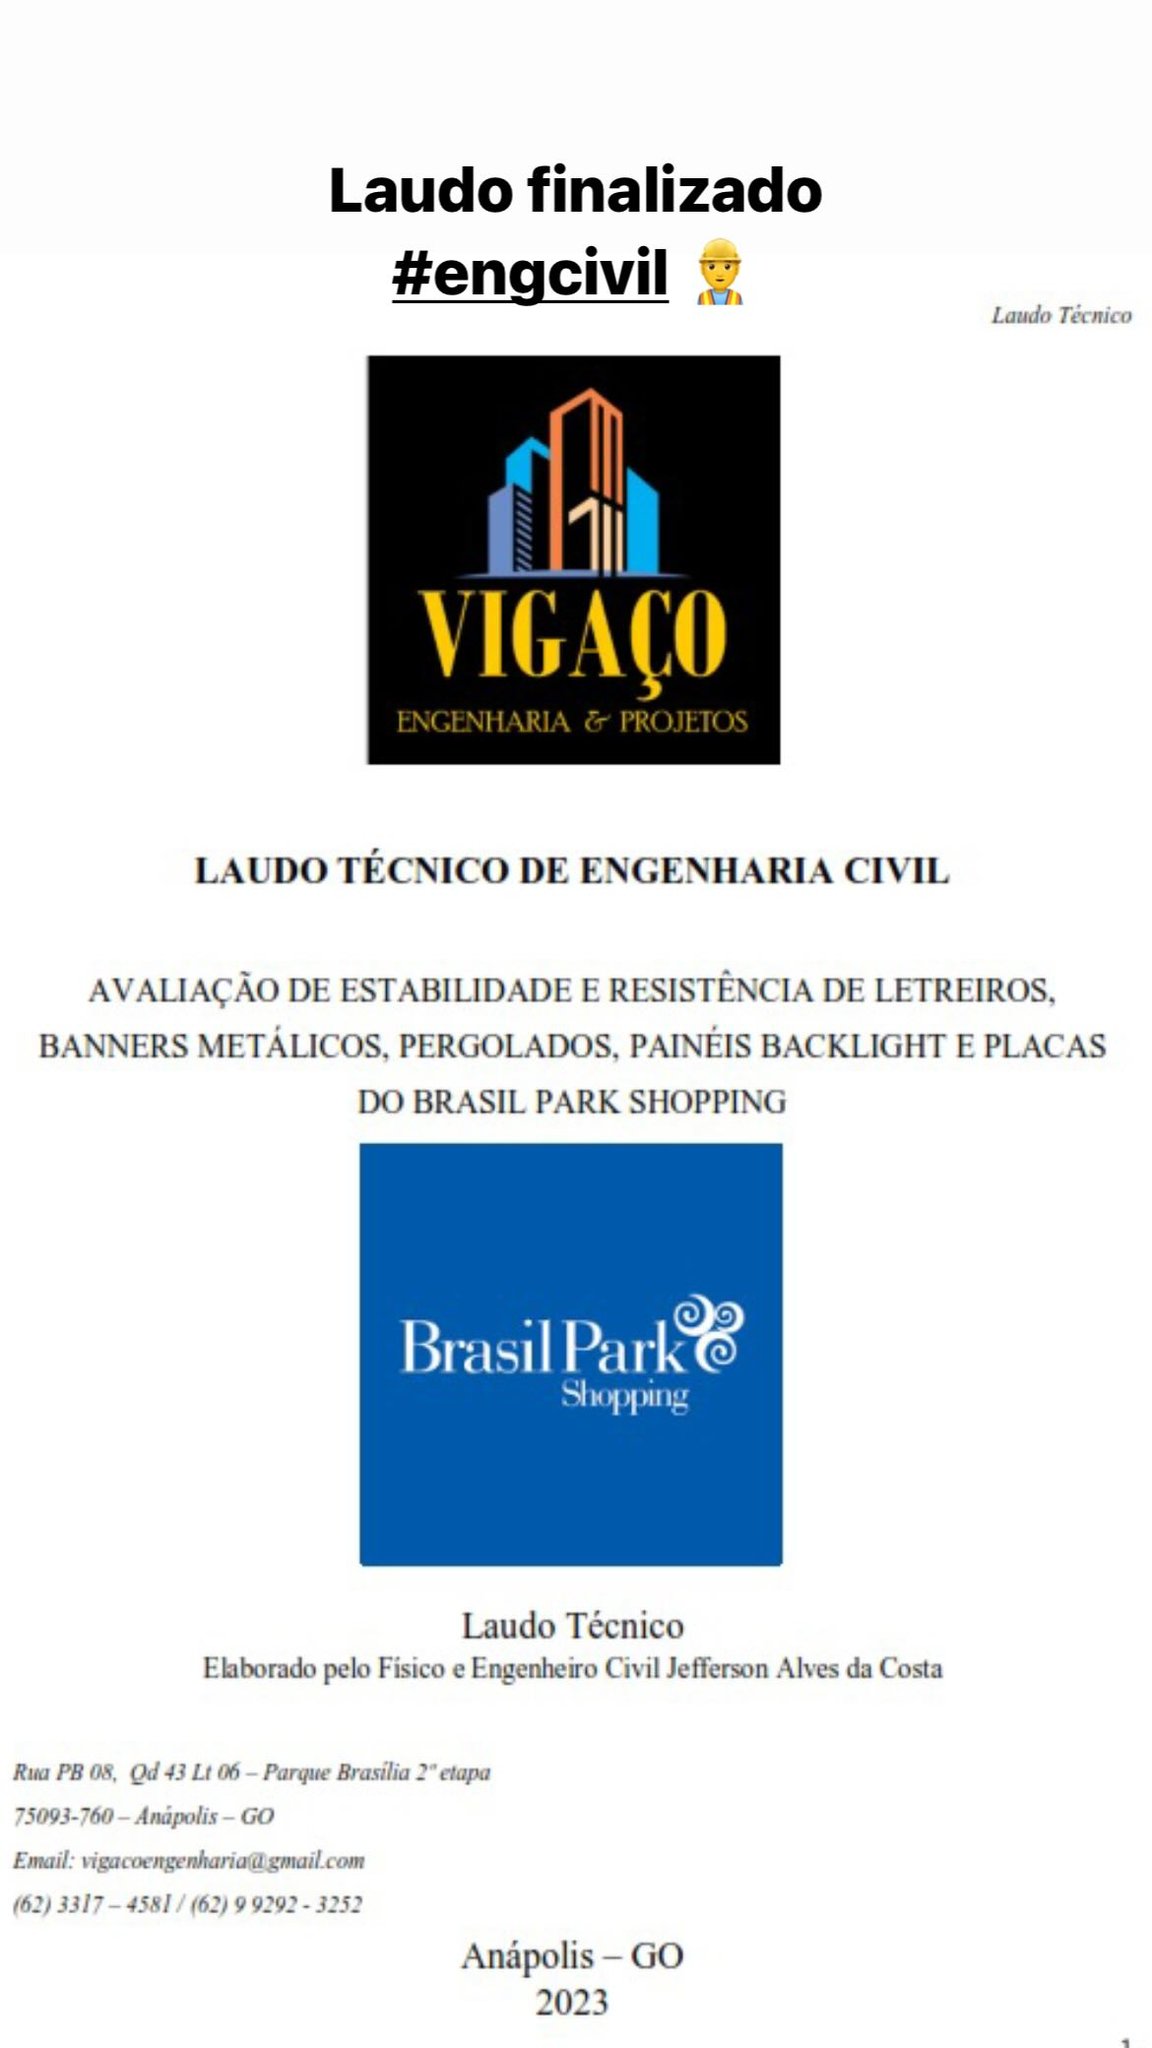 Laudo finalizado
#engcivil
Laudo Técnico
VIGAÇO
ENGENHARIA & PROJETOS
LAUDO TÉCNICO DE ENGENHARIA CIVIL
AVALIAÇÃO DE ESTABILIDADE E RESISTÊNCIA DE LETREIROS,
BANNERS METÁLICOS, PERGOLADOS, PAINÉIS BACKLIGHT E PLACAS
DO BRASIL PARK SHOPPING
Brasil Park
Shopping
Laudo Técnico
Elaborado pelo Físico e Engenheiro Civil Jefferson Alves da Costa
Rua PB 08, Qd 43 Lt 06 – Parque Brasília 2ª etapa
75093-760 – Anápolis – GO
Email: vigacoengenharia@gmail.com
(62) 3317 – 4581 / (62) 9 9292 - 3252
Anápolis – GO
2023
1